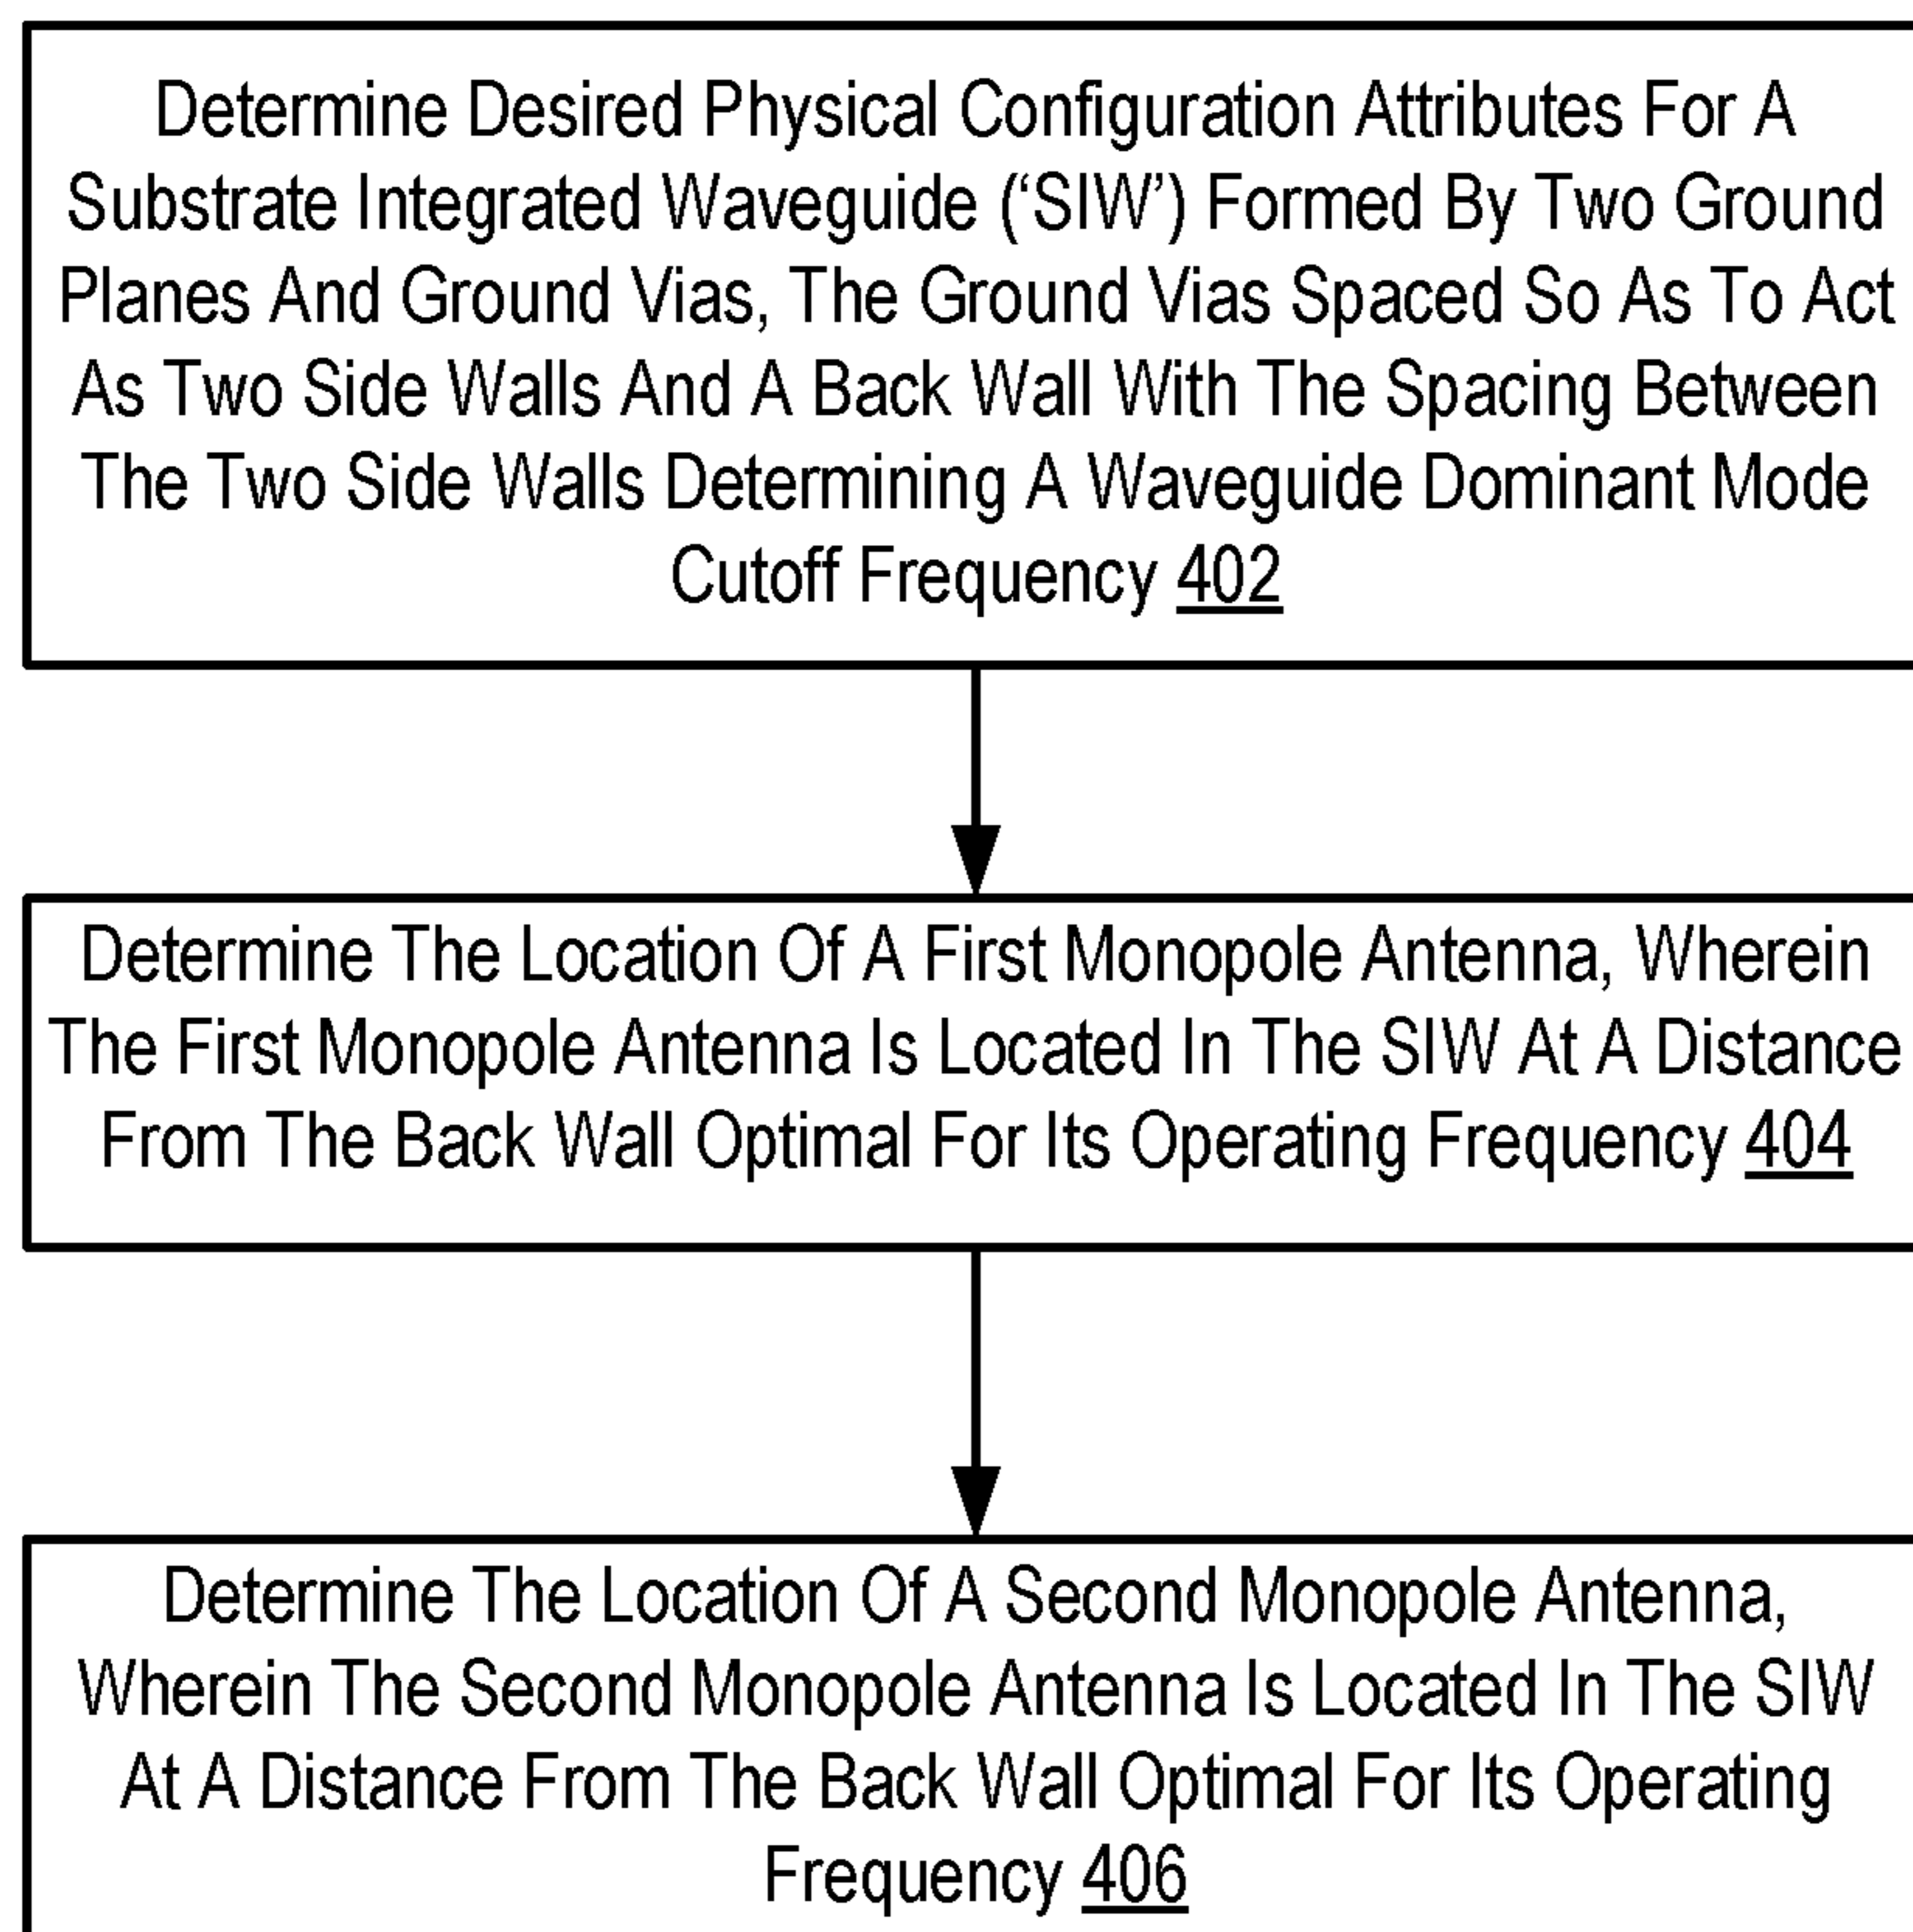 Determine Desired Physical Configuration Attributes For A
Substrate Integrated Waveguide (‘SIW’) Formed By Two Ground
Planes And Ground Vias, The Ground Vias Spaced So As To Act
As Two Side Walls And A Back Wall With The Spacing Between
The Two Side Walls Determining A Waveguide Dominant Mode
Cutoff Frequency 402
Determine The Location Of A First Monopole Antenna, Wherein
The First Monopole Antenna Is Located In The SIW At A Distance
From The Back Wall Optimal For Its Operating Frequency 404
Determine The Location Of A Second Monopole Antenna,
Wherein The Second Monopole Antenna Is Located In The SIW
At A Distance From The Back Wall Optimal For Its Operating
Frequency 406